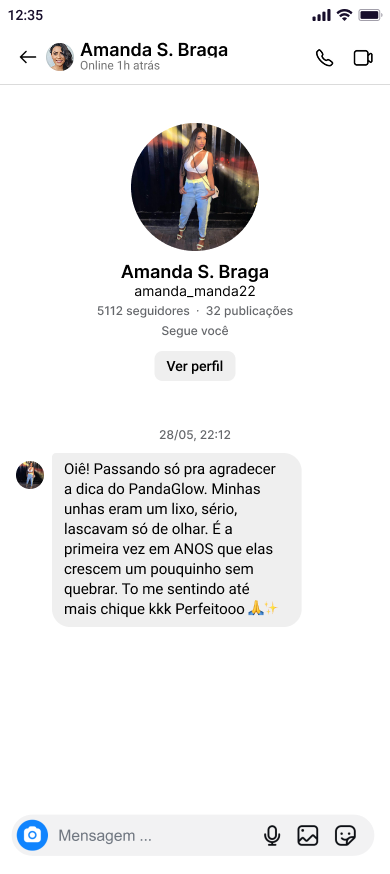 12:35
Amanda S. Braga
Online 1h atrás
Amanda S. Braga
amanda_manda22
5112 seguidores · 32 publicações
Segue você
Ver perfil
28/05, 22:12
Oiê! Passando só pra agradecer
a dica do PandaGlow. Minhas
unhas eram um lixo, sério,
lascavam só de olhar. É a
primeira vez em ANOS que elas
crescem um pouquinho sem
quebrar. To me sentindo até
mais chique kkk Perfeitooo 🙏✨
Mensagem ...